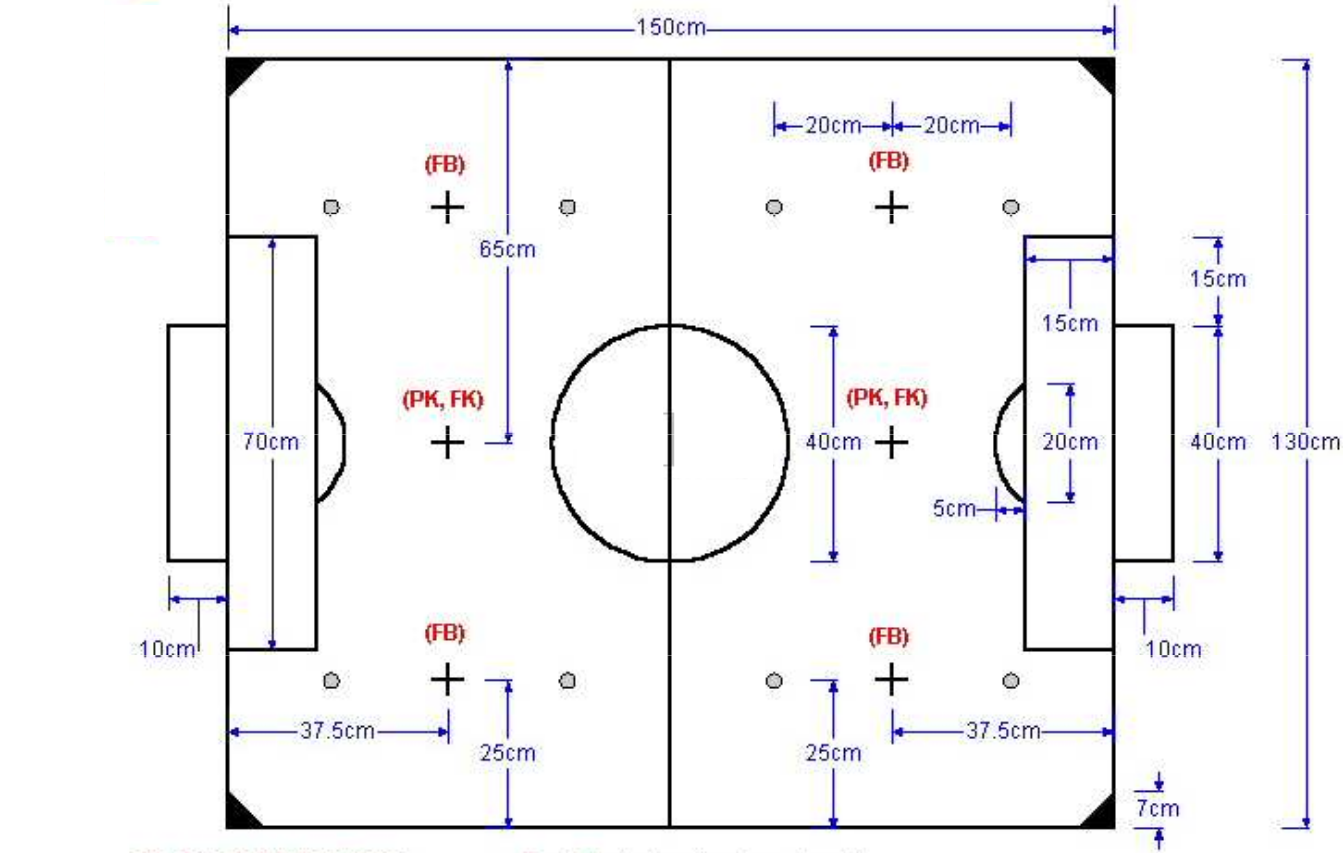 150cm
20cm 20cm
(FB) (FB)
65cm
15cm
15cm
(PK, FK) (PK, FK)
70cm 40cm 20cm 40cm 130cm
5cm
(FB) (FB)
10cm 10cm
37.5cm 37.5cm
25cm 25cm
7cm